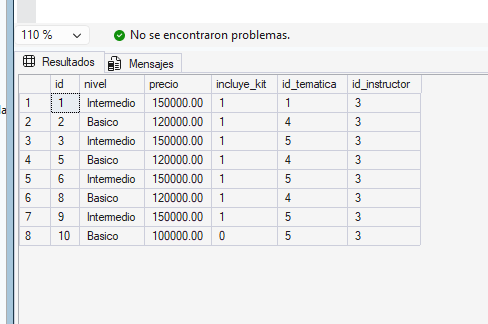 110 %
No se encontraron problemas.
Resultados Mensajes
id nivel precio incluye_kit id_tematica id_instructor
1 1 Intermedio 150000.00 1 1 3
2 2 Basico 120000.00 1 4 3
3 3 Intermedio 150000.00 1 5 3
4 5 Basico 120000.00 1 4 3
5 6 Intermedio 150000.00 1 5 3
6 8 Basico 120000.00 1 4 3
7 9 Intermedio 150000.00 1 5 3
8 10 Basico 100000.00 0 5 3